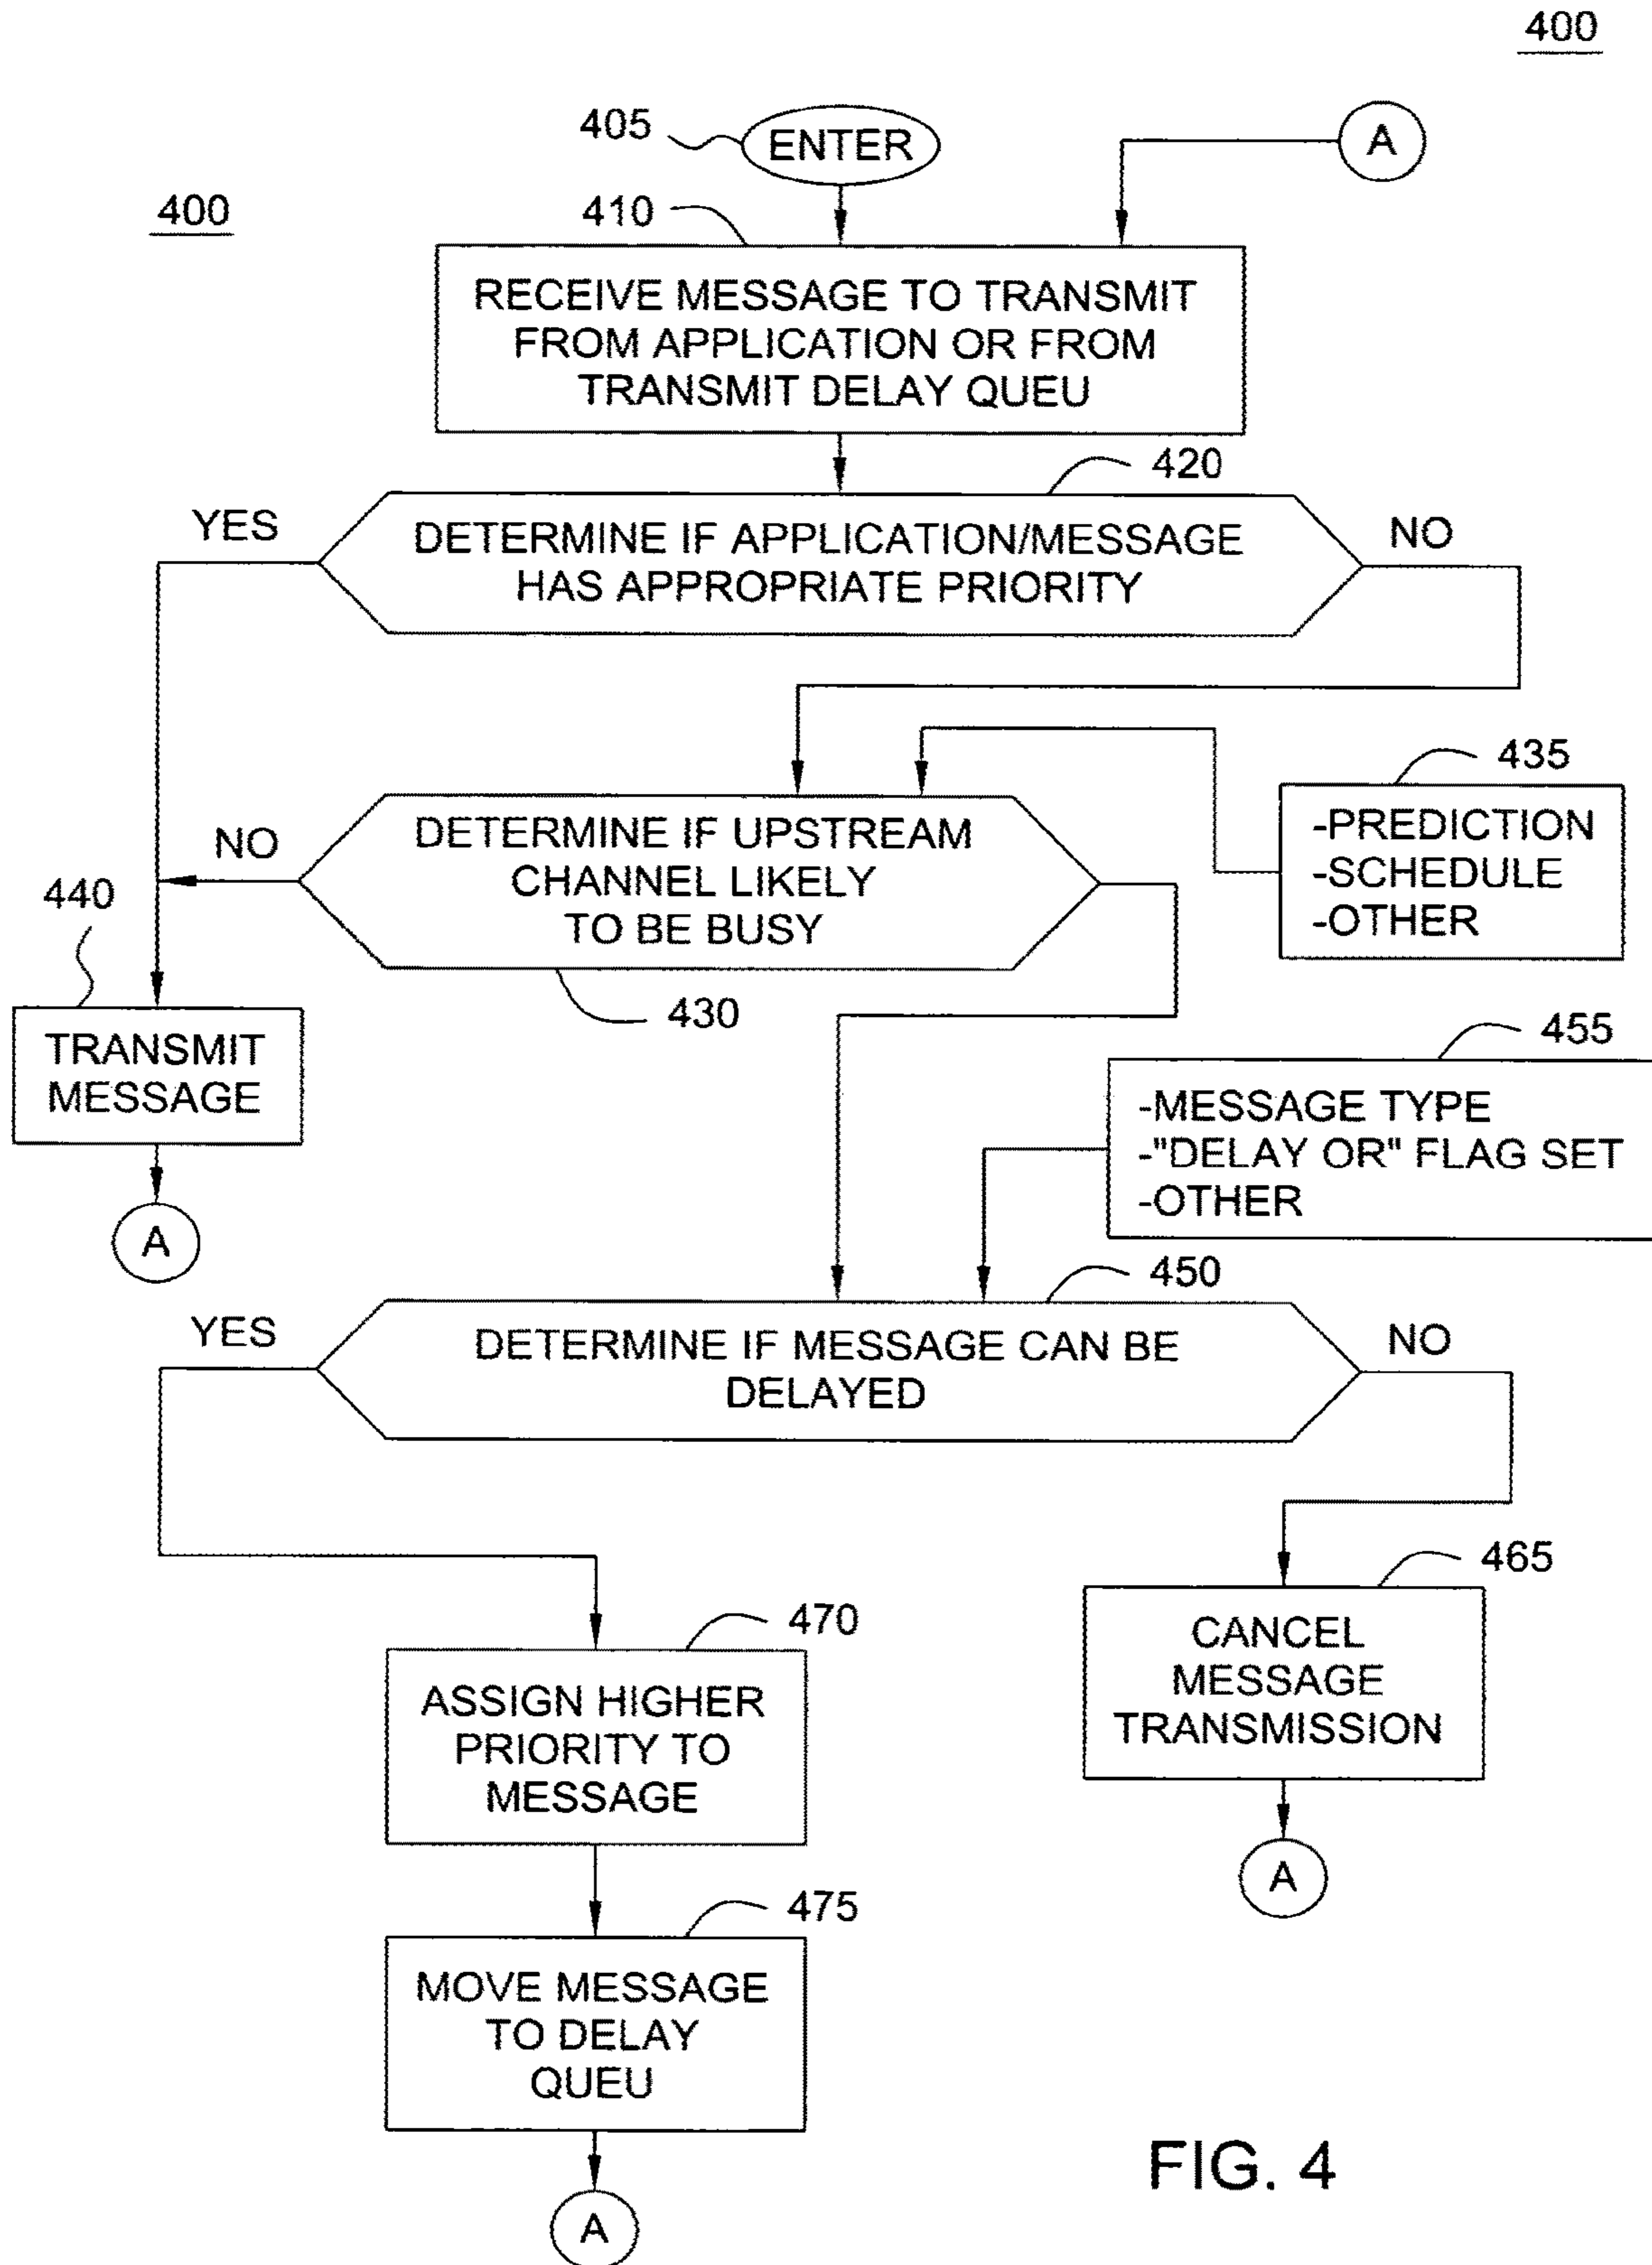 400
405
ENTER
A
400
410
RECEIVE MESSAGE TO TRANSMIT
FROM APPLICATION OR FROM
TRANSMIT DELAY QUEU
420
YES
DETERMINE IF APPLICATION/MESSAGE
HAS APPROPRIATE PRIORITY
NO
435
-PREDICTION
-SCHEDULE
-OTHER
NO
DETERMINE IF UPSTREAM
CHANNEL LIKELY
TO BE BUSY
430
440
TRANSMIT
MESSAGE
A
455
-MESSAGE TYPE
-"DELAY OR" FLAG SET
-OTHER
450
YES
DETERMINE IF MESSAGE CAN BE
DELAYED
NO
465
CANCEL
MESSAGE
TRANSMISSION
A
470
ASSIGN HIGHER
PRIORITY TO
MESSAGE
475
MOVE MESSAGE
TO DELAY
QUEU
A
FIG. 4